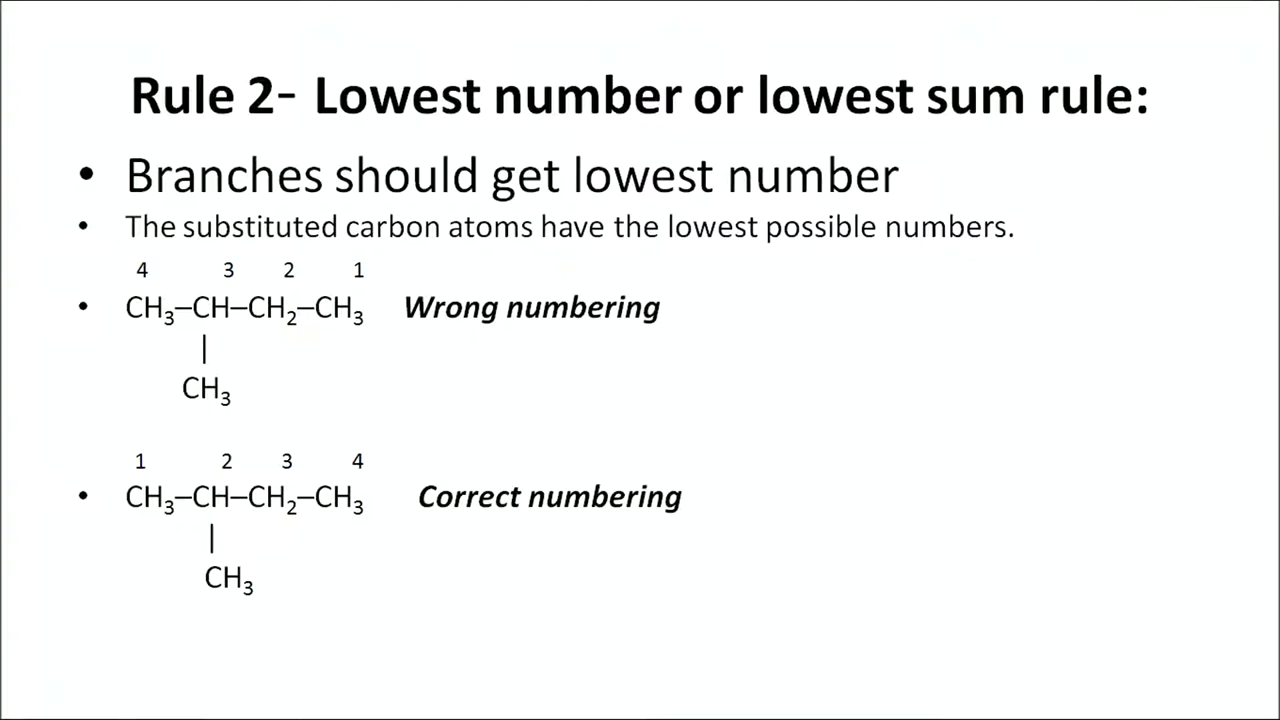 Rule 2- Lowest number or lowest sum rule:
• Branches should get lowest number
• The substituted carbon atoms have the lowest possible numbers.
4 3 2 1
• CH₃–CH–CH₂–CH₃ Wrong numbering
|
CH₃
1 2 3 4
• CH₃–CH–CH₂–CH₃ Correct numbering
|
CH₃